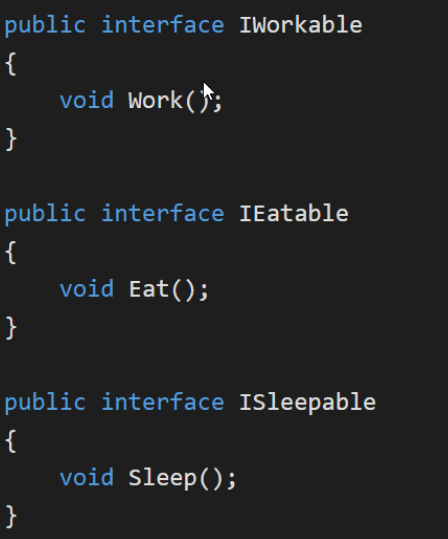 public interface IWorkable
{
    void Work();
}

public interface IEatable
{
    void Eat();
}

public interface ISleepable
{
    void Sleep();
}